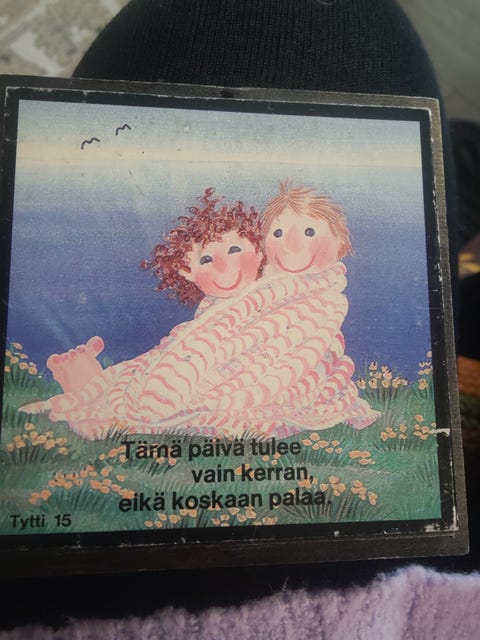 Tämä päivä tulee
vain kerran,
eikä koskaan palaa.
Tytti 15